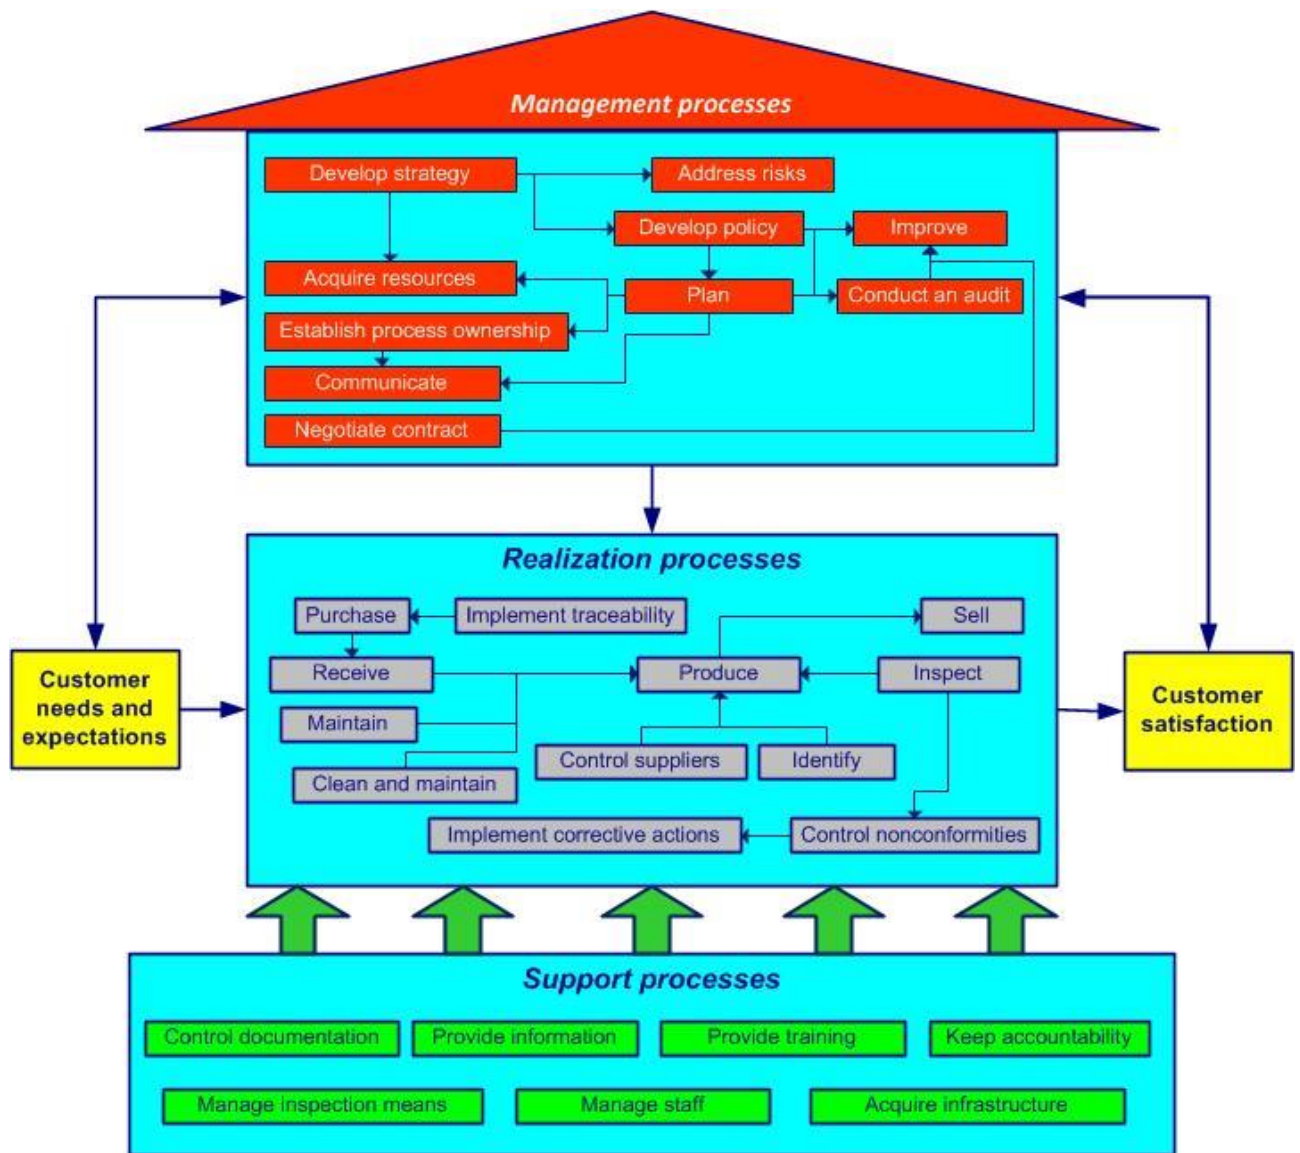 Management processes
Develop strategy
Address risks
Develop policy
Improve
Acquire resources
Plan
Conduct an audit
Establish process ownership
Communicate
Negotiate contract
Realization processes
Purchase
Implement traceability
Sell
Customer
needs and
expectations
Receive
Produce
Inspect
Customer
satisfaction
Maintain
Control suppliers
Identify
Clean and maintain
Implement corrective actions
Control nonconformities
Support processes
Control documentation
Provide information
Provide training
Keep accountability
Manage inspection means
Manage staff
Acquire infrastructure